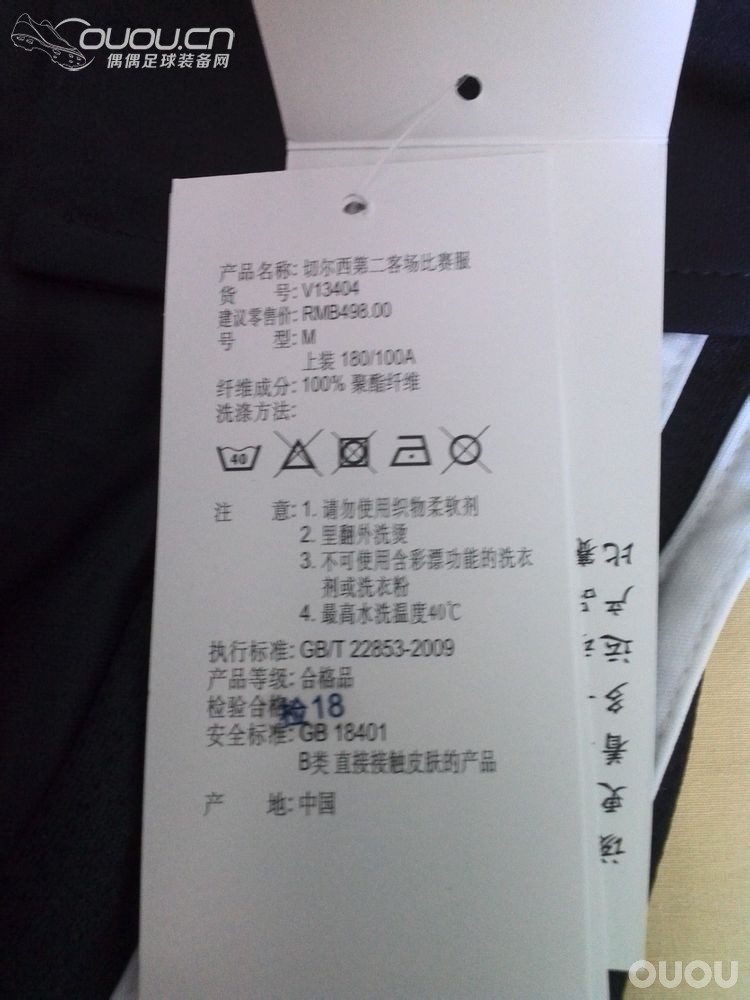 OUOU.CN
偶偶足球装备网
产品名称: 切尔西第二客场比赛服
货 号: V13404
建议零售价: RMB498.00
号 型: M
上装 180/100A
纤维成分: 100% 聚酯纤维
洗涤方法:
40
注 意: 1. 请勿使用织物柔软剂
2. 里翻外洗烫
3. 不可使用含彩漂功能的洗衣
剂或洗衣粉
4. 最高水洗温度40℃
执行标准: GB/T 22853-2009
产品等级: 合格品
检验合格 检18
安全标准: GB 18401
B类 直接接触皮肤的产品
产 地: 中国
OUOU